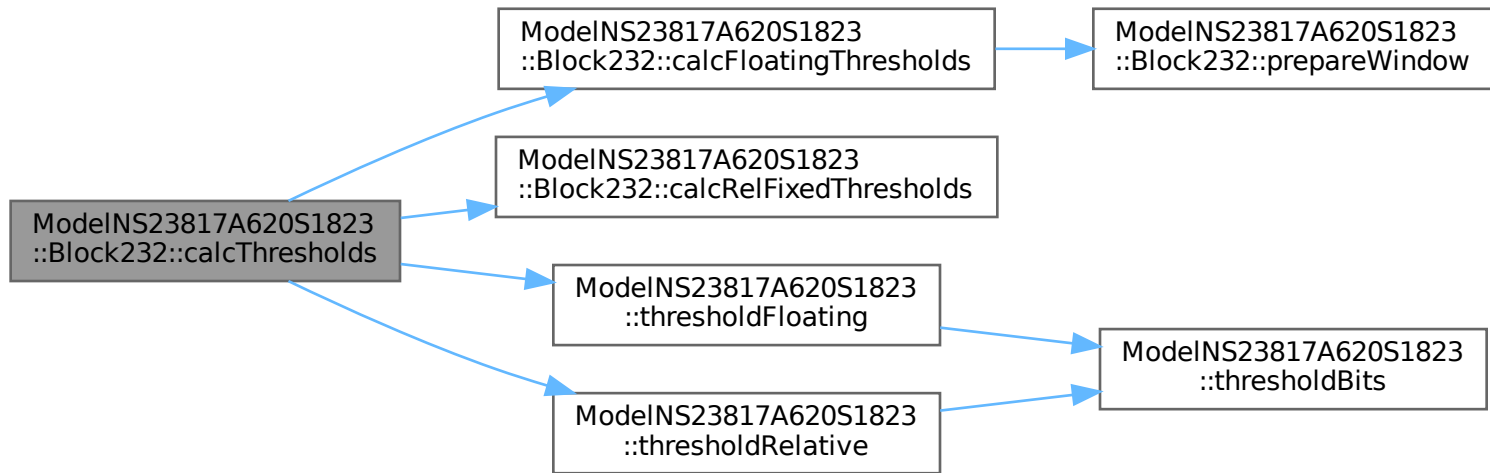 ModelNS23817A620S1823
::Block232::calcThresholds
ModelNS23817A620S1823
::Block232::calcFloatingThresholds
ModelNS23817A620S1823
::Block232::prepareWindow
ModelNS23817A620S1823
::Block232::calcRelFixedThresholds
ModelNS23817A620S1823
::thresholdFloating
ModelNS23817A620S1823
::thresholdBits
ModelNS23817A620S1823
::thresholdRelative